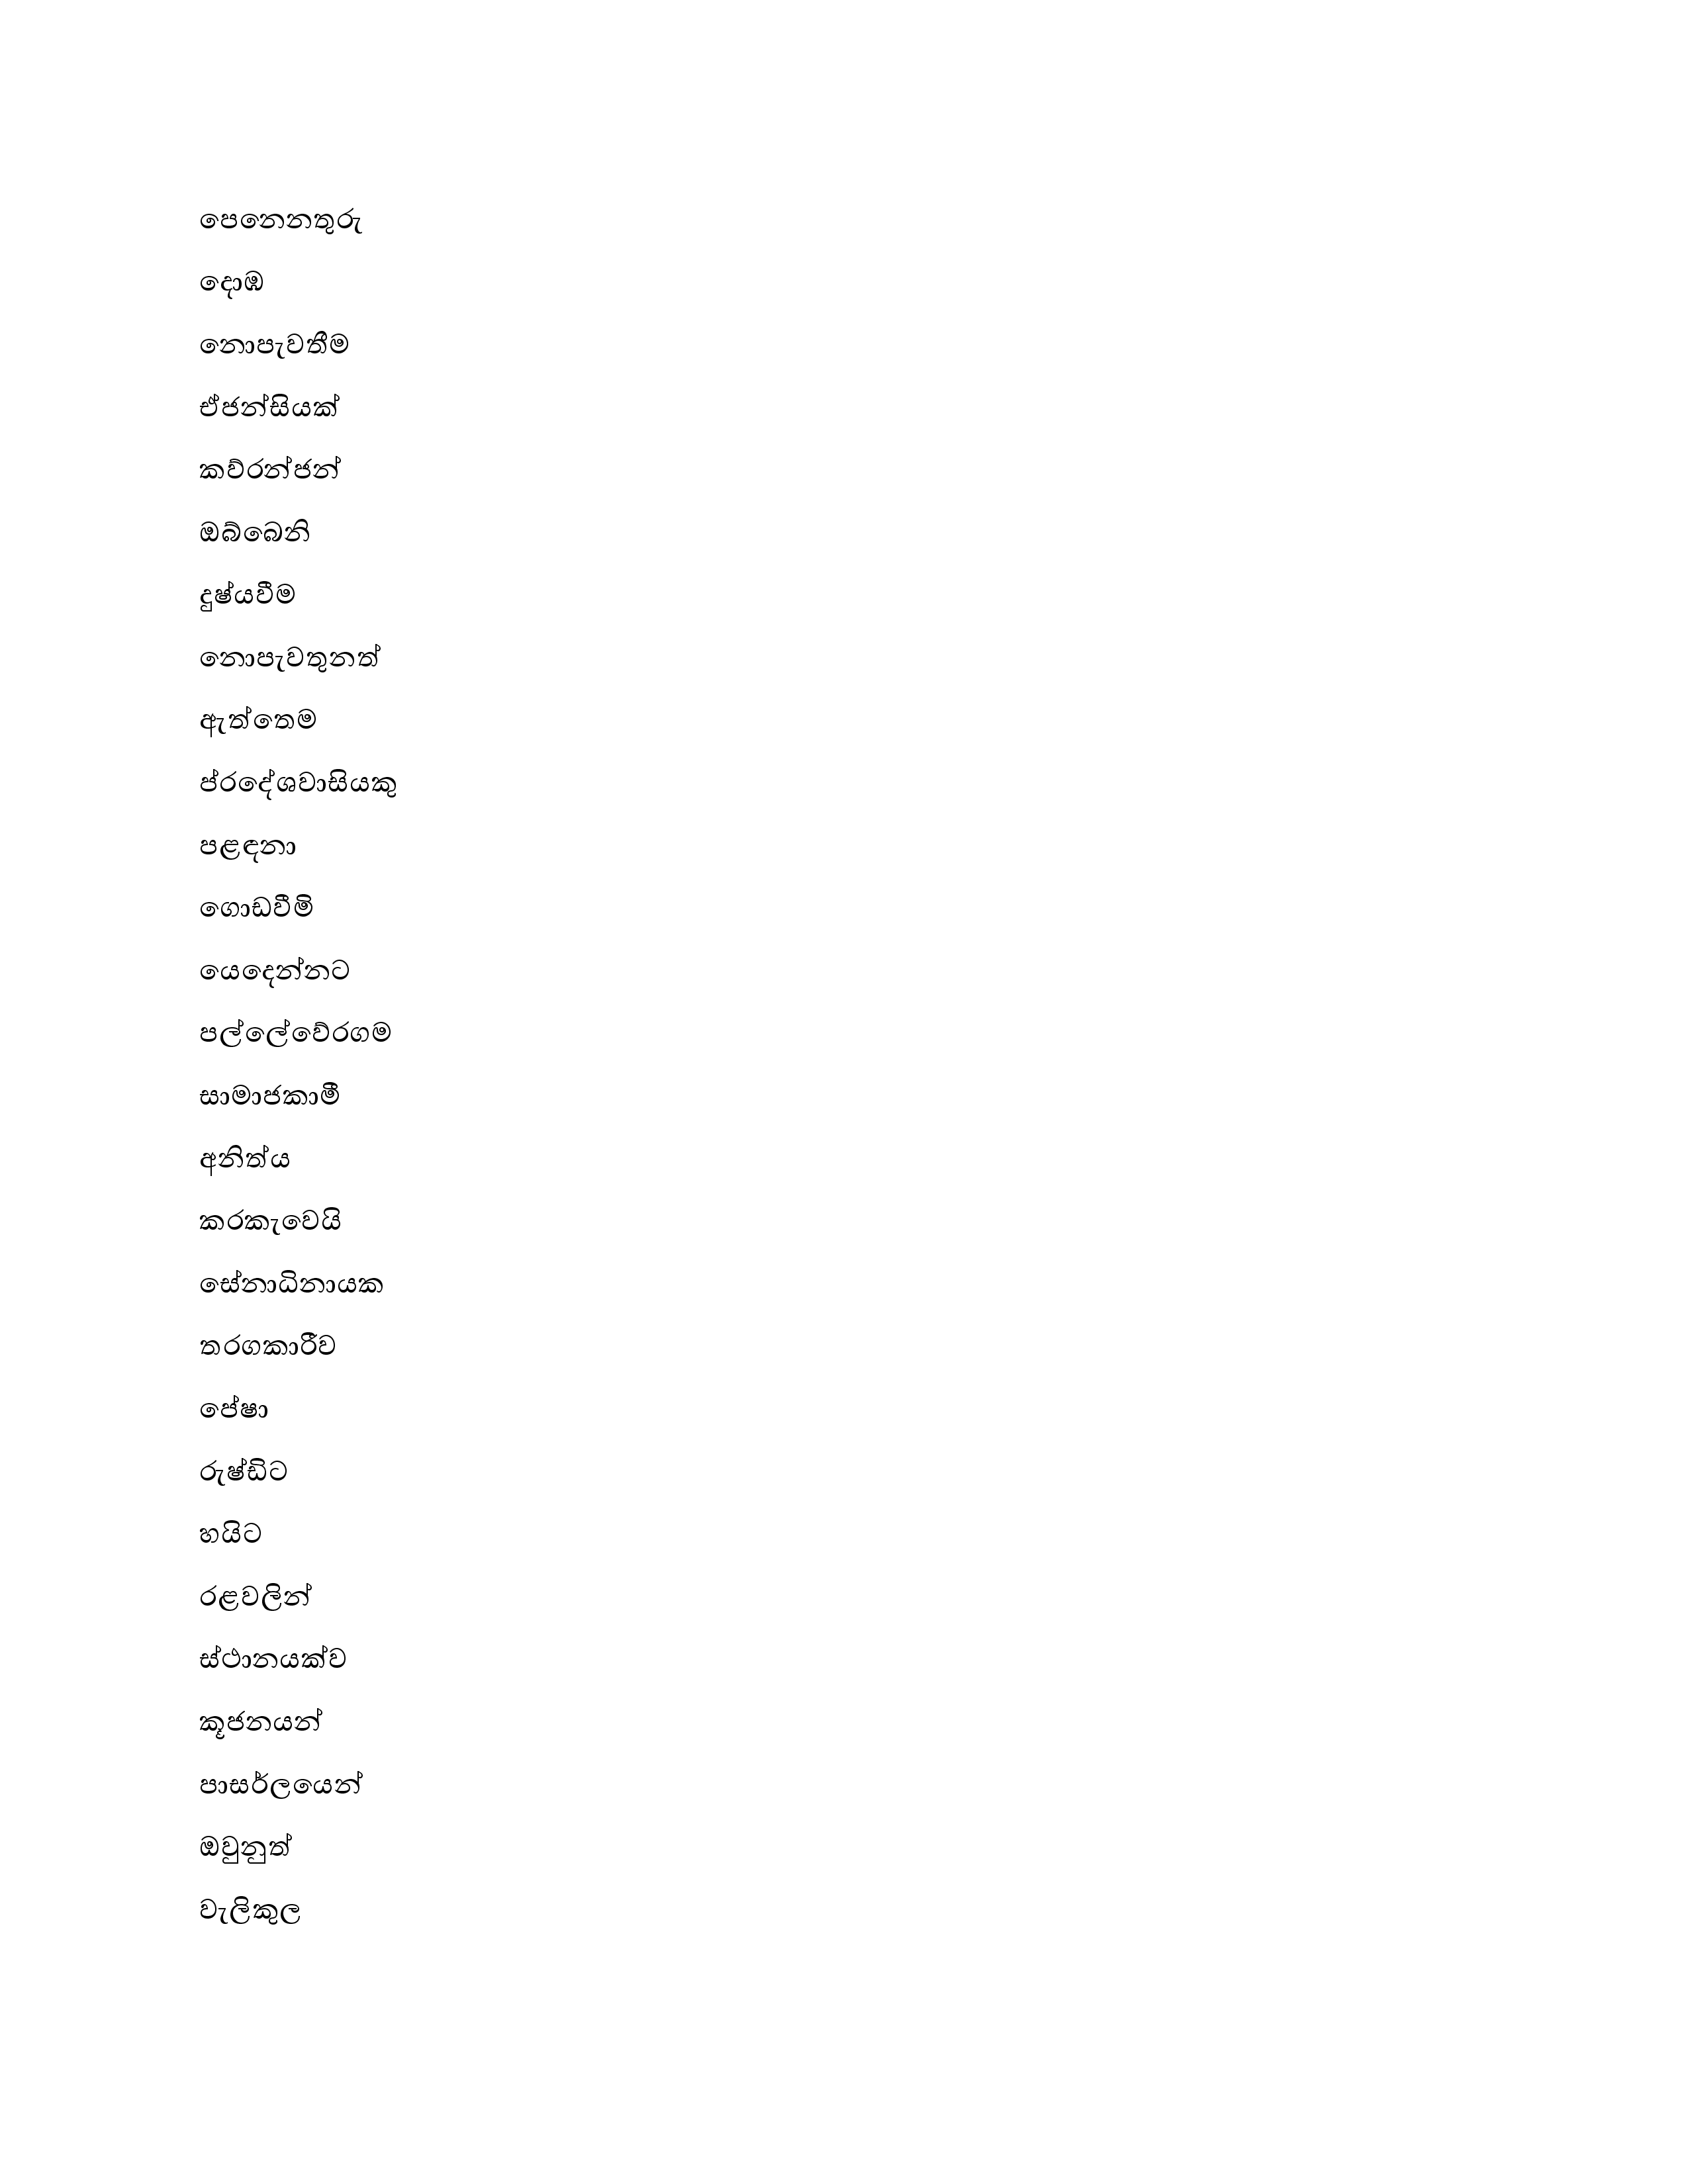 පෙනෙනතුරු
දොඹ
නොපැවතීම
ඒජන්සියක්
කව්රන්ජන්
ඔබ්බෙනි
දුෂ්යවීම
නොපැවතුනත්
ඇත්තෙම
ප්රදේශවාසියකු
පළඳනා
ගොඩවීමි
යෙදෙන්නට
පල්ලේවේරගම
සාමාජකාමී
අනිත්ය
කරකැවෙයි
සේනාධිනායක
තරගකාරීව
පේෂා
රුෂ්ඩිට
හයිට
රළවලින්
ස්ථානයක්ව
කූජනයන්
පාසර්ලයෙන්
ඔවුනුත්
වැලිකුල